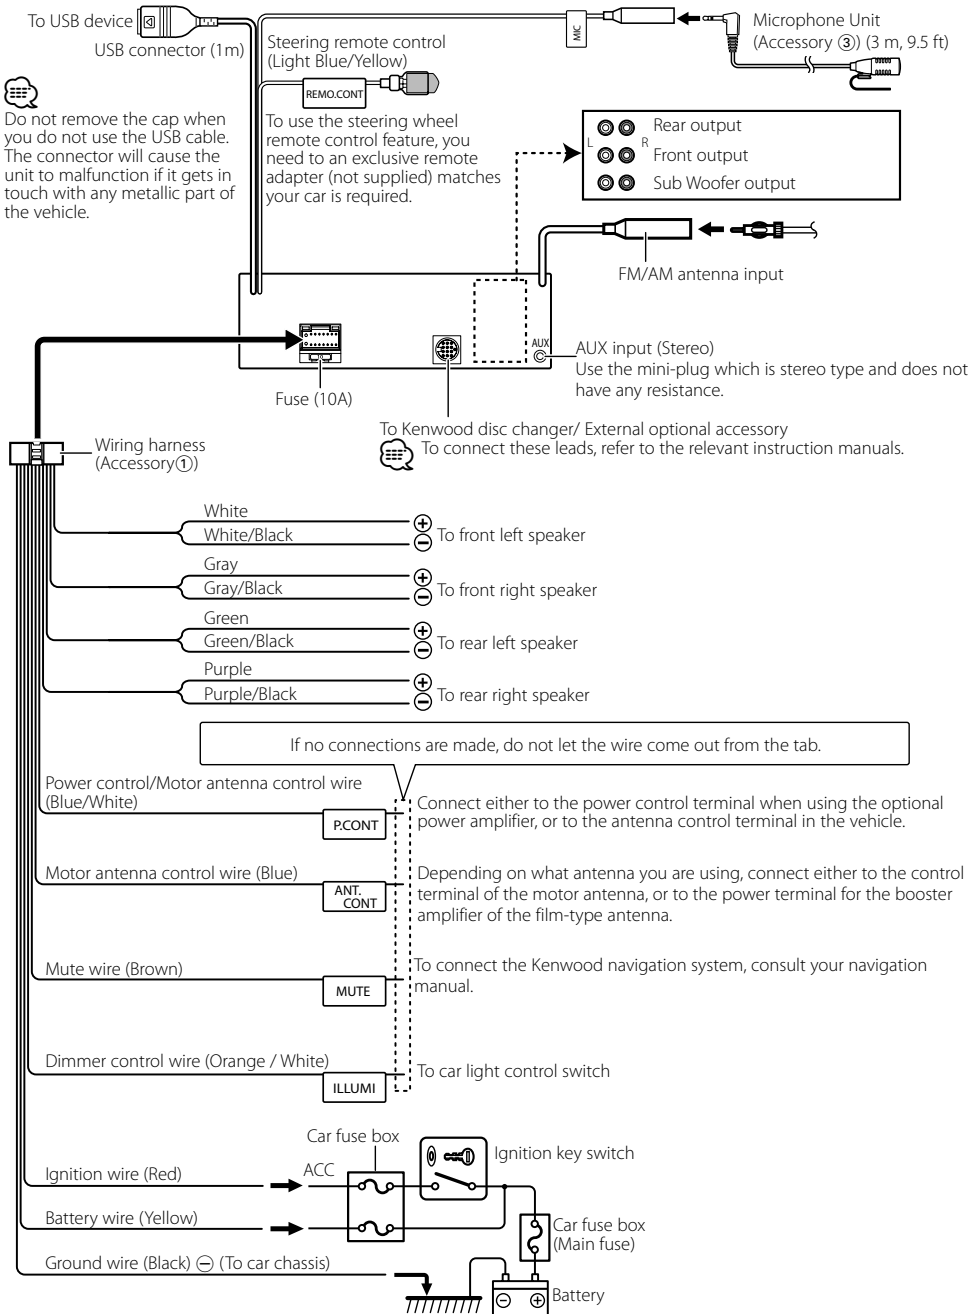 To USB device
USB connector (1m)
Steering remote control
(Light Blue/Yellow)
REMO.CONT
To use the steering wheel
remote control feature, you
need to an exclusive remote
adapter (not supplied) matches
your car is required.
MIC
Microphone Unit
(Accessory ③) (3 m, 9.5 ft)
Do not remove the cap when
you do not use the USB cable.
The connector will cause the
unit to malfunction if it gets in
touch with any metallic part of
the vehicle.
L
R
Rear output
Front output
Sub Woofer output
FM/AM antenna input
AUX
AUX input (Stereo)
Use the mini-plug which is stereo type and does not
have any resistance.
Fuse (10A)
To Kenwood disc changer/ External optional accessory
To connect these leads, refer to the relevant instruction manuals.
Wiring harness
(Accessory①)
White
White/Black
⊕
⊖
To front left speaker
Gray
Gray/Black
⊕
⊖
To front right speaker
Green
Green/Black
⊕
⊖
To rear left speaker
Purple
Purple/Black
⊕
⊖
To rear right speaker
If no connections are made, do not let the wire come out from the tab.
Power control/Motor antenna control wire
(Blue/White)
P.CONT
Connect either to the power control terminal when using the optional
power amplifier, or to the antenna control terminal in the vehicle.
Motor antenna control wire (Blue)
ANT.
CONT
Depending on what antenna you are using, connect either to the control
terminal of the motor antenna, or to the power terminal for the booster
amplifier of the film-type antenna.
Mute wire (Brown)
MUTE
To connect the Kenwood navigation system, consult your navigation
manual.
Dimmer control wire (Orange / White)
ILLUMI
To car light control switch
Car fuse box
Ignition key switch
Ignition wire (Red)
ACC
Battery wire (Yellow)
Car fuse box
(Main fuse)
Ground wire (Black) ⊖ (To car chassis)
⊖
⊕
Battery